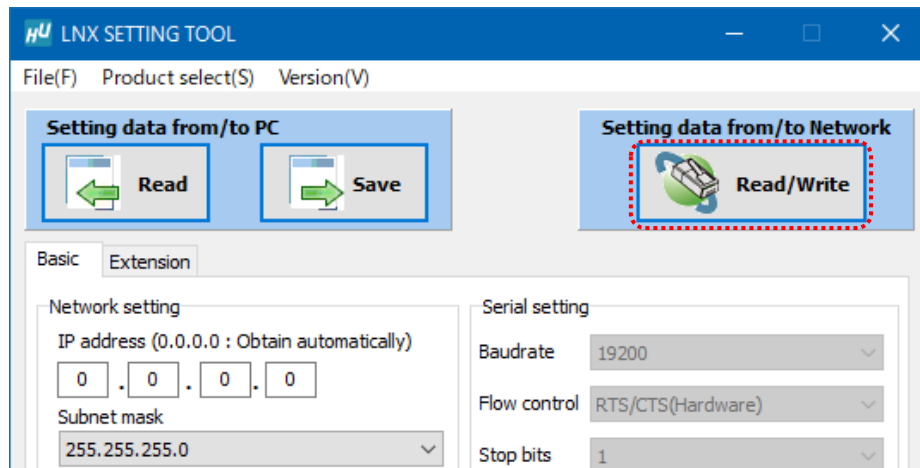 HU LNX SETTING TOOL
File(F) Product select(S) Version(V)
Setting data from/to PC
Read
Save
Setting data from/to Network
Read/Write
Basic
Extension
Network setting
IP address (0.0.0.0 : Obtain automatically)
0 . 0 . 0 . 0
Subnet mask
255.255.255.0
Serial setting
Baudrate 19200
Flow control RTS/CTS(Hardware)
Stop bits 1